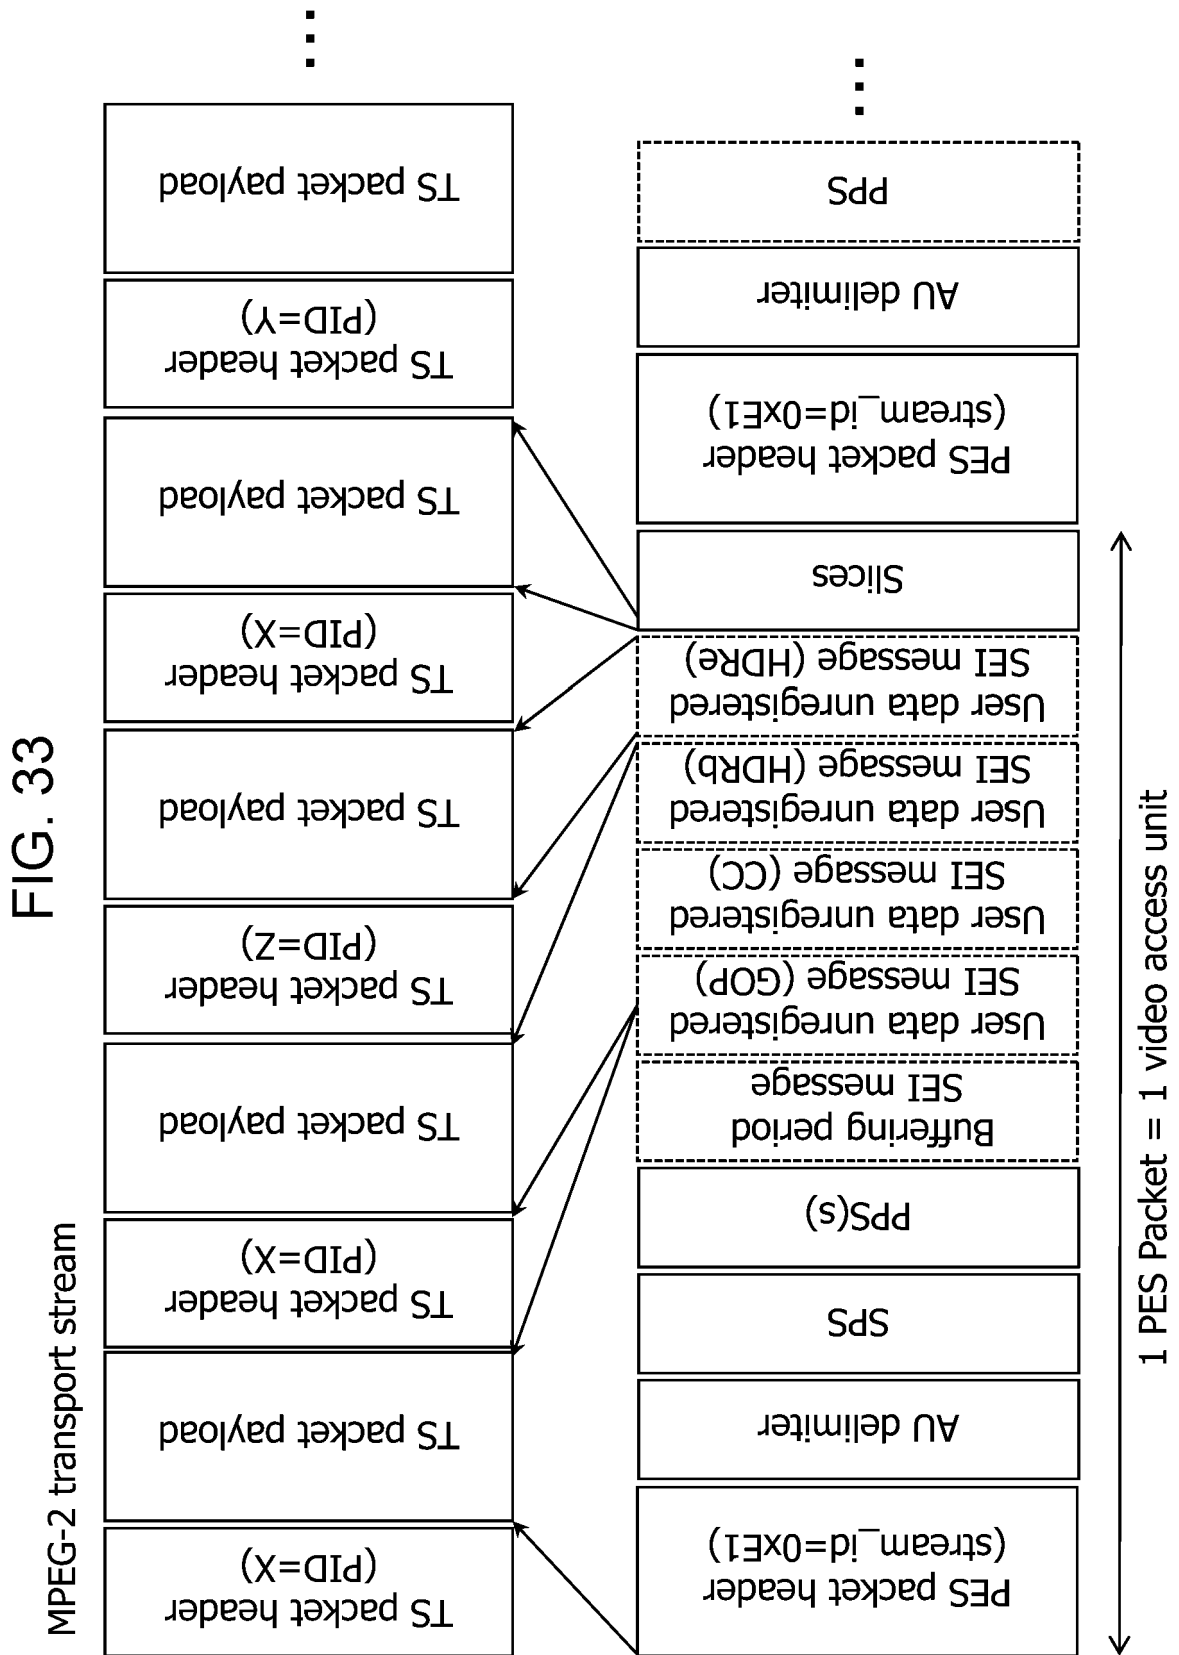 FIG. 33
MPEG-2 transport stream
TS packet header
(PID=X)
TS packet payload
TS packet header
(PID=X)
TS packet payload
TS packet header
(PID=Z)
TS packet payload
TS packet header
(PID=X)
TS packet payload
TS packet header
(PID=Y)
TS packet payload
...
PES packet header
(stream_id=0xE1)
AU delimiter
SPS
PPS(s)
Buffering period
SEI message
User data unregistered
SEI message (GOP)
User data unregistered
SEI message (CC)
User data unregistered
SEI message (HDRb)
User data unregistered
SEI message (HDRe)
Slices
PES packet header
(stream_id=0xE1)
AU delimiter
PPS
...
1 PES Packet = 1 video access unit